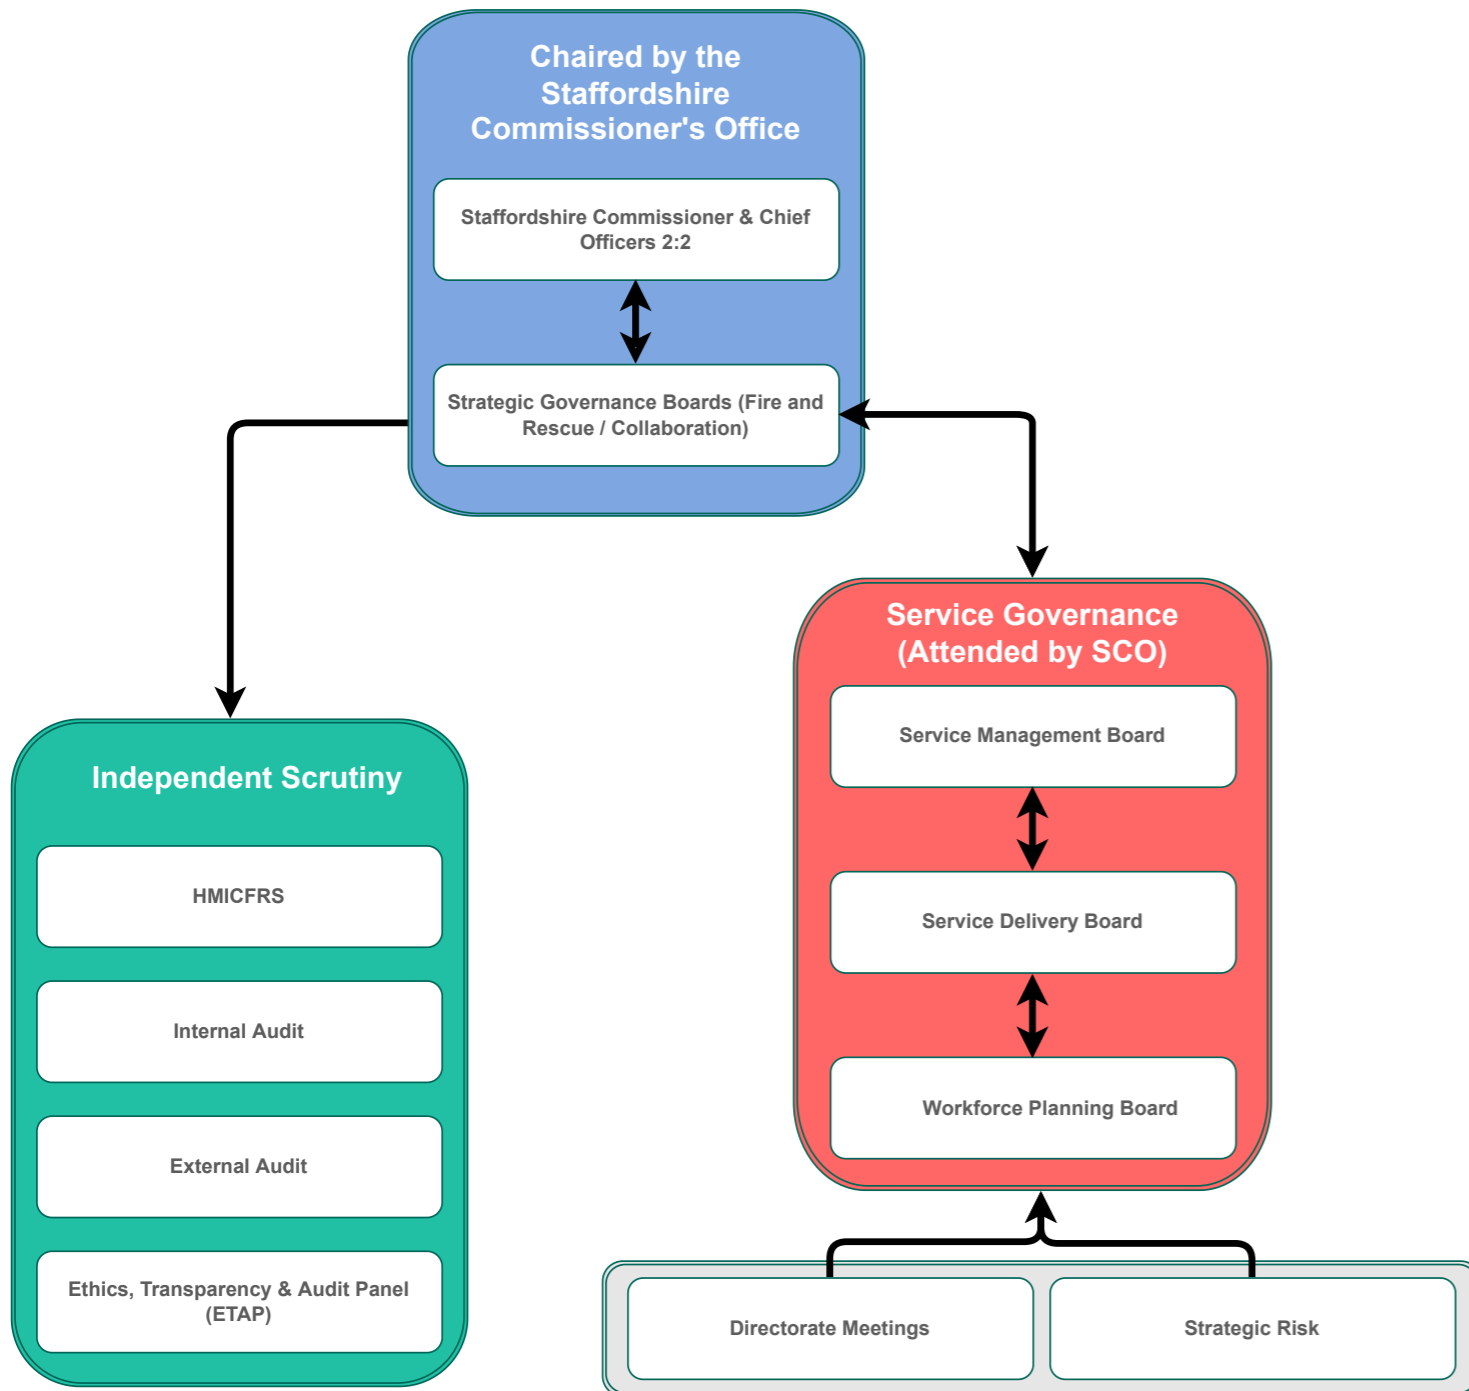 Chaired by the
Staffordshire
Commissioner's Office
Staffordshire Commissioner & Chief
Officers 2:2
Strategic Governance Boards (Fire and
Rescue / Collaboration)
Independent Scrutiny
HMICFRS
Internal Audit
External Audit
Ethics, Transparency & Audit Panel
(ETAP)
Service Governance
(Attended by SCO)
Service Management Board
Service Delivery Board
Workforce Planning Board
Directorate Meetings
Strategic Risk